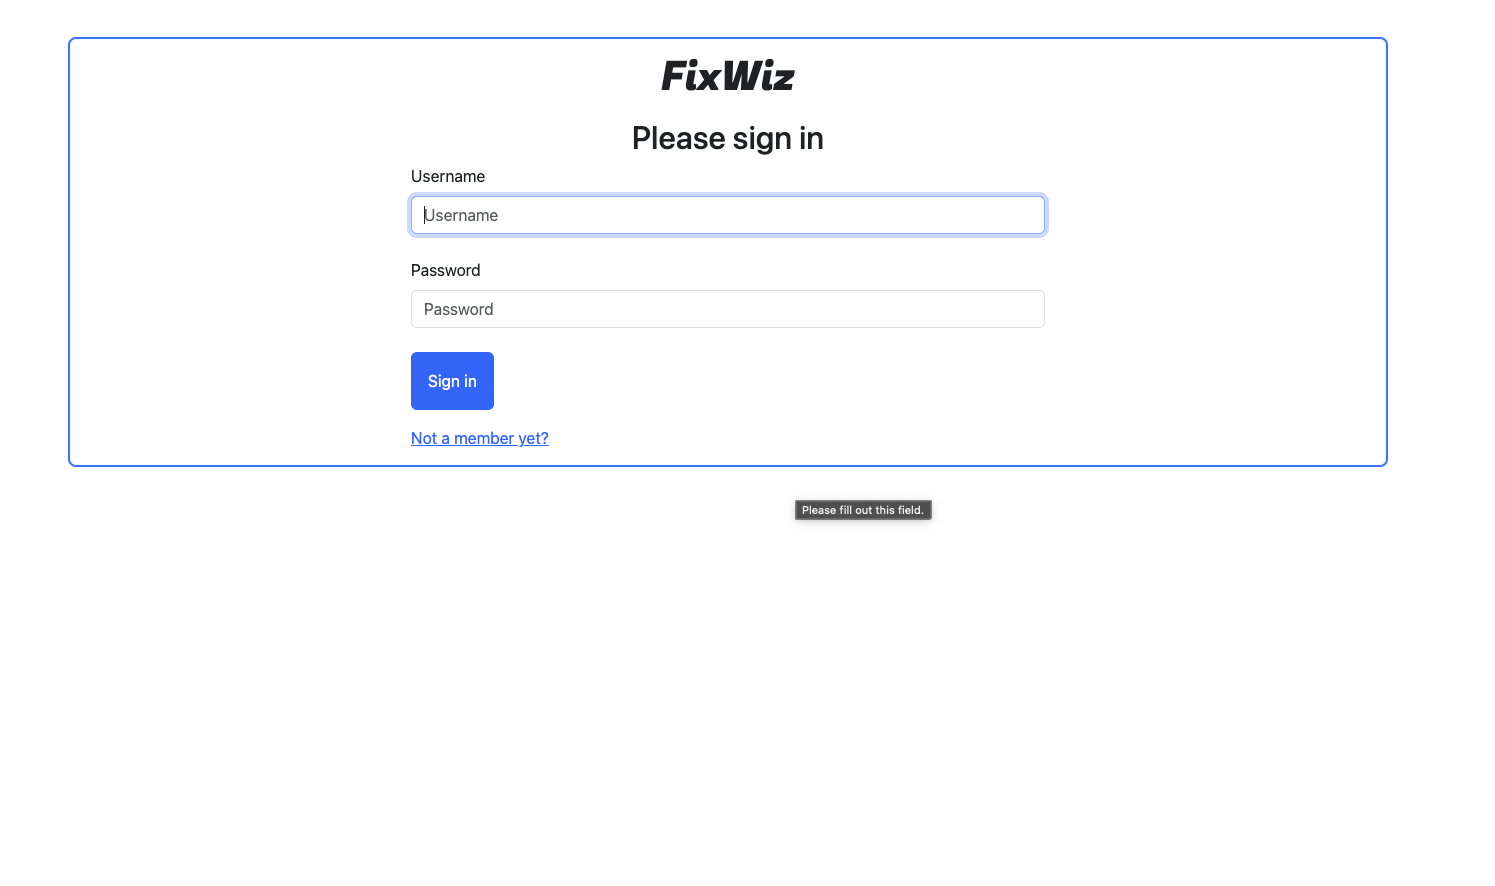 FixWiz
Please sign in
Username
Username
Password
Password
Sign in
Not a member yet?
Please fill out this field.